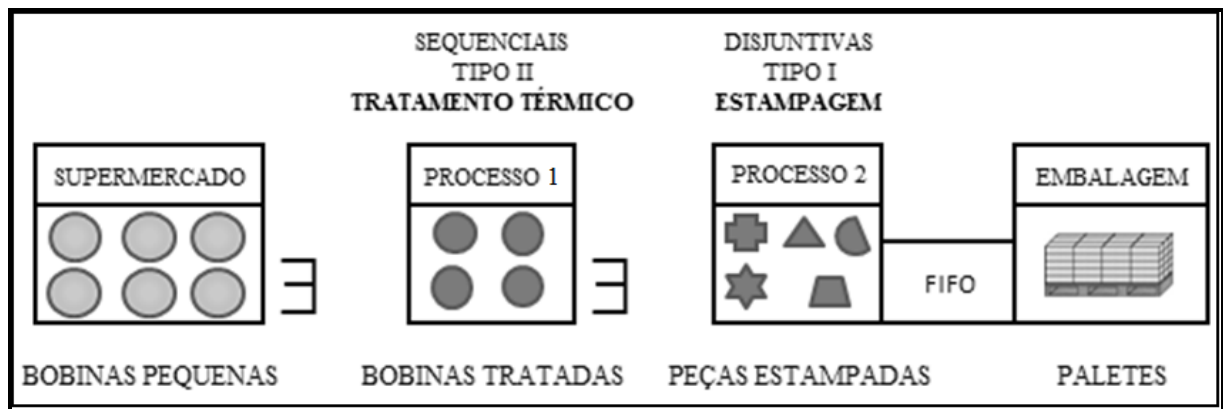 SEQUENCIAIS
TIPO II
TRATAMENTO TÉRMICO
DISJUNTIVAS
TIPO I
ESTAMPAGEM
SUPERMERCADO
PROCESSO 1
PROCESSO 2
EMBALAGEM
FIFO
BOBINAS PEQUENAS
BOBINAS TRATADAS
PEÇAS ESTAMPADAS
PALETES